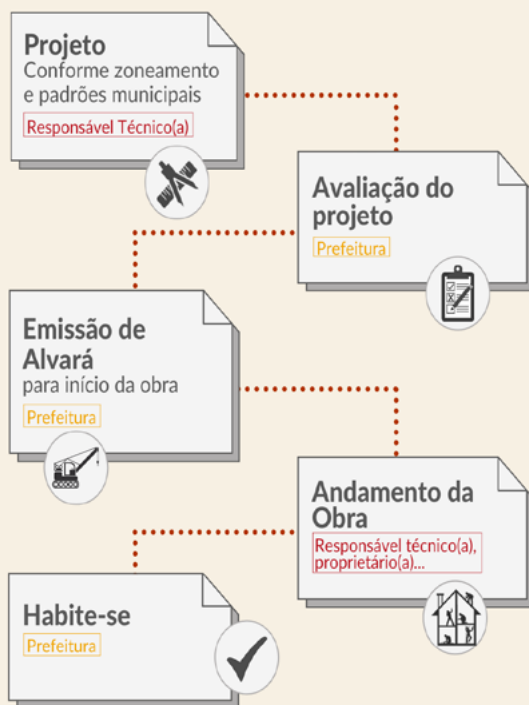 Projeto
Conforme zoneamento
e padrões municipais
Responsável Técnico(a)
Avaliação do
projeto
Prefeitura
Emissão de
Alvará
para início da obra
Prefeitura
Andamento da
Obra
Responsável técnico(a),
proprietário(a)...
Habite-se
Prefeitura